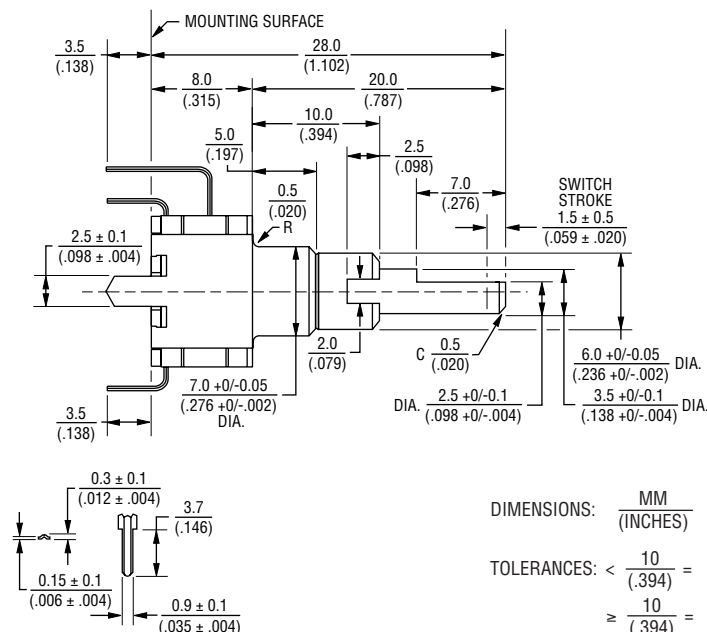 MOUNTING SURFACE
3.5
(.138)
28.0
(1.102)
8.0
(.315)
20.0
(.787)
10.0
(.394)
5.0
(.197)
2.5
(.098)
7.0
(.276)
SWITCH
STROKE
1.5 ± 0.5
(.059 ± .020)
0.5
(.020)
R
2.5 ± 0.1
(.098 ± .004)
2.0
(.079)
C 0.5
(.020)
6.0 +0/-0.05 DIA.
(.236 +0/-.002)
7.0 +0/-0.05
(.276 +0/-.002)
DIA.
DIA. 2.5 +0/-0.1
(.098 +0/-.004)
3.5 +0/-0.1 DIA.
(.138 +0/-.004)
3.5
(.138)
0.3 ± 0.1
(.012 ± .004)
3.7
(.146)
0.15 ± 0.1
(.006 ± .004)
0.9 ± 0.1
(.035 ± .004)
DIMENSIONS: MM
(INCHES)
TOLERANCES: < 10 =
(.394)
≥ 10 =
(.394)